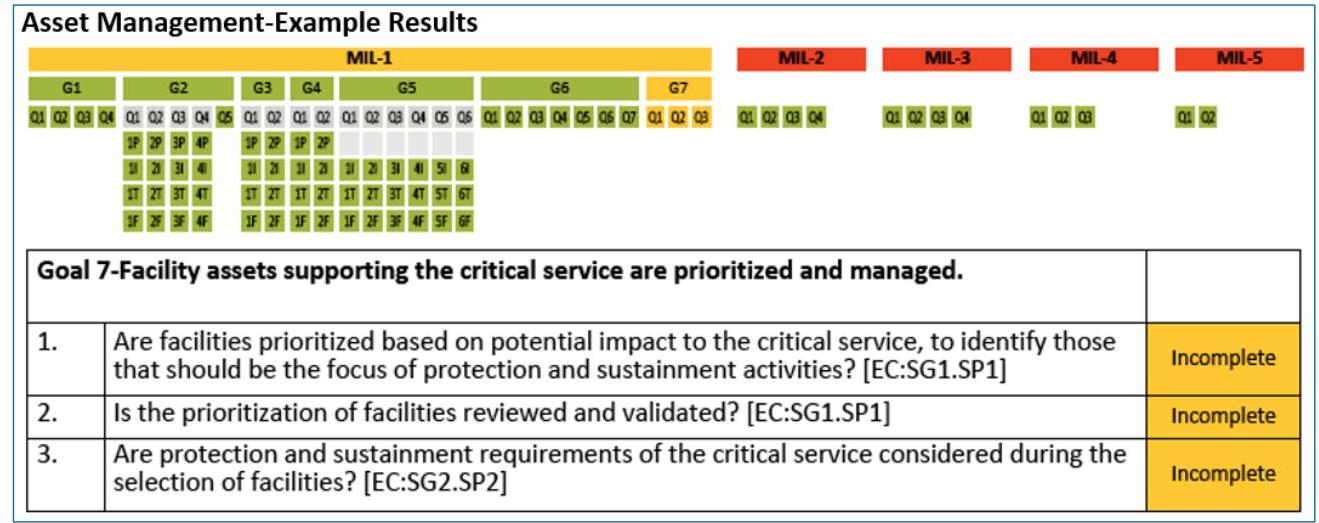 Asset Management-Example Results
MIL-1 MIL-2 MIL-3 MIL-4 MIL-5
G1 G2 G3 G4 G5 G6 G7
Q1 Q2 Q3 Q4 Q1 Q2 Q3 Q4 Q5 Q1 Q2 Q1 Q2 Q1 Q2 Q3 Q4 Q5 Q6 Q1 Q2 Q3 Q4 Q5 Q6 Q7 Q1 Q2 Q3 Q1 Q2 Q3 Q4 Q1 Q2 Q3 Q4 Q1 Q2 Q3 Q1 Q2
1P 2P 3P 4P 1P 2P 1P 2P
1I 2I 3I 4I 1I 2I 1I 2I 1I 2I 3I 4I 5I 6I
1T 2T 3T 4T 1T 2T 1T 2T 1T 2T 3T 4T 5T 6T
1F 2F 3F 4F 1F 2F 1F 2F 1F 2F 3F 4F 5F 6F
Goal 7-Facility assets supporting the critical service are prioritized and managed.
1. Are facilities prioritized based on potential impact to the critical service, to identify those
that should be the focus of protection and sustainment activities? [EC:SG1.SP1]
Incomplete
2. Is the prioritization of facilities reviewed and validated? [EC:SG1.SP1] Incomplete
3. Are protection and sustainment requirements of the critical service considered during the
selection of facilities? [EC:SG2.SP2]
Incomplete